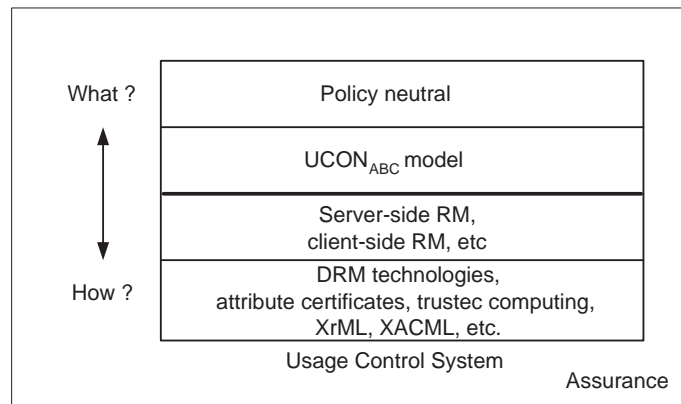 What ?
Policy neutral
UCONABC model
Server-side RM,
client-side RM, etc
How ?
DRM technologies,
attribute certificates, trustec computing,
XrML, XACML, etc.
Usage Control System
Assurance